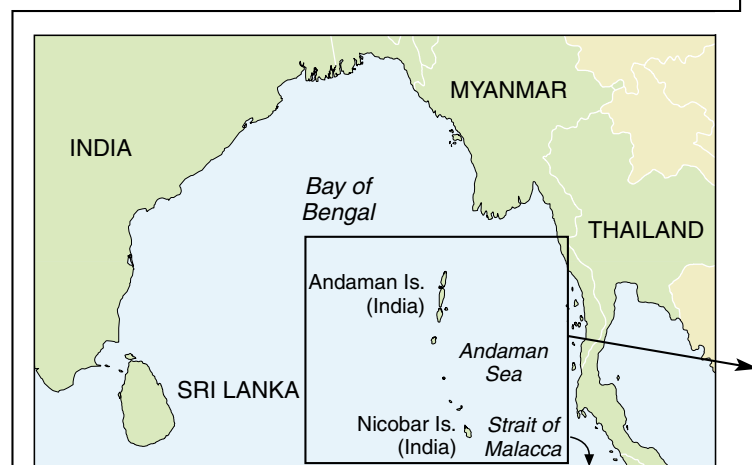 MYANMAR
INDIA
Bay of
Bengal
THAILAND
Andaman Is.
(India)
Andaman
Sea
SRI LANKA
Nicobar Is.
(India)
Strait of
Malacca